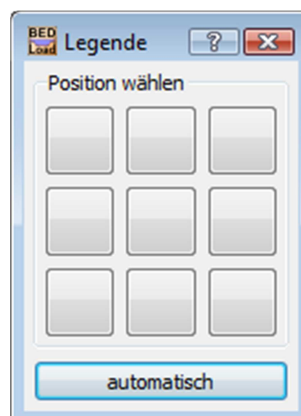 BED
Load
Legende
?
Position wählen
automatisch